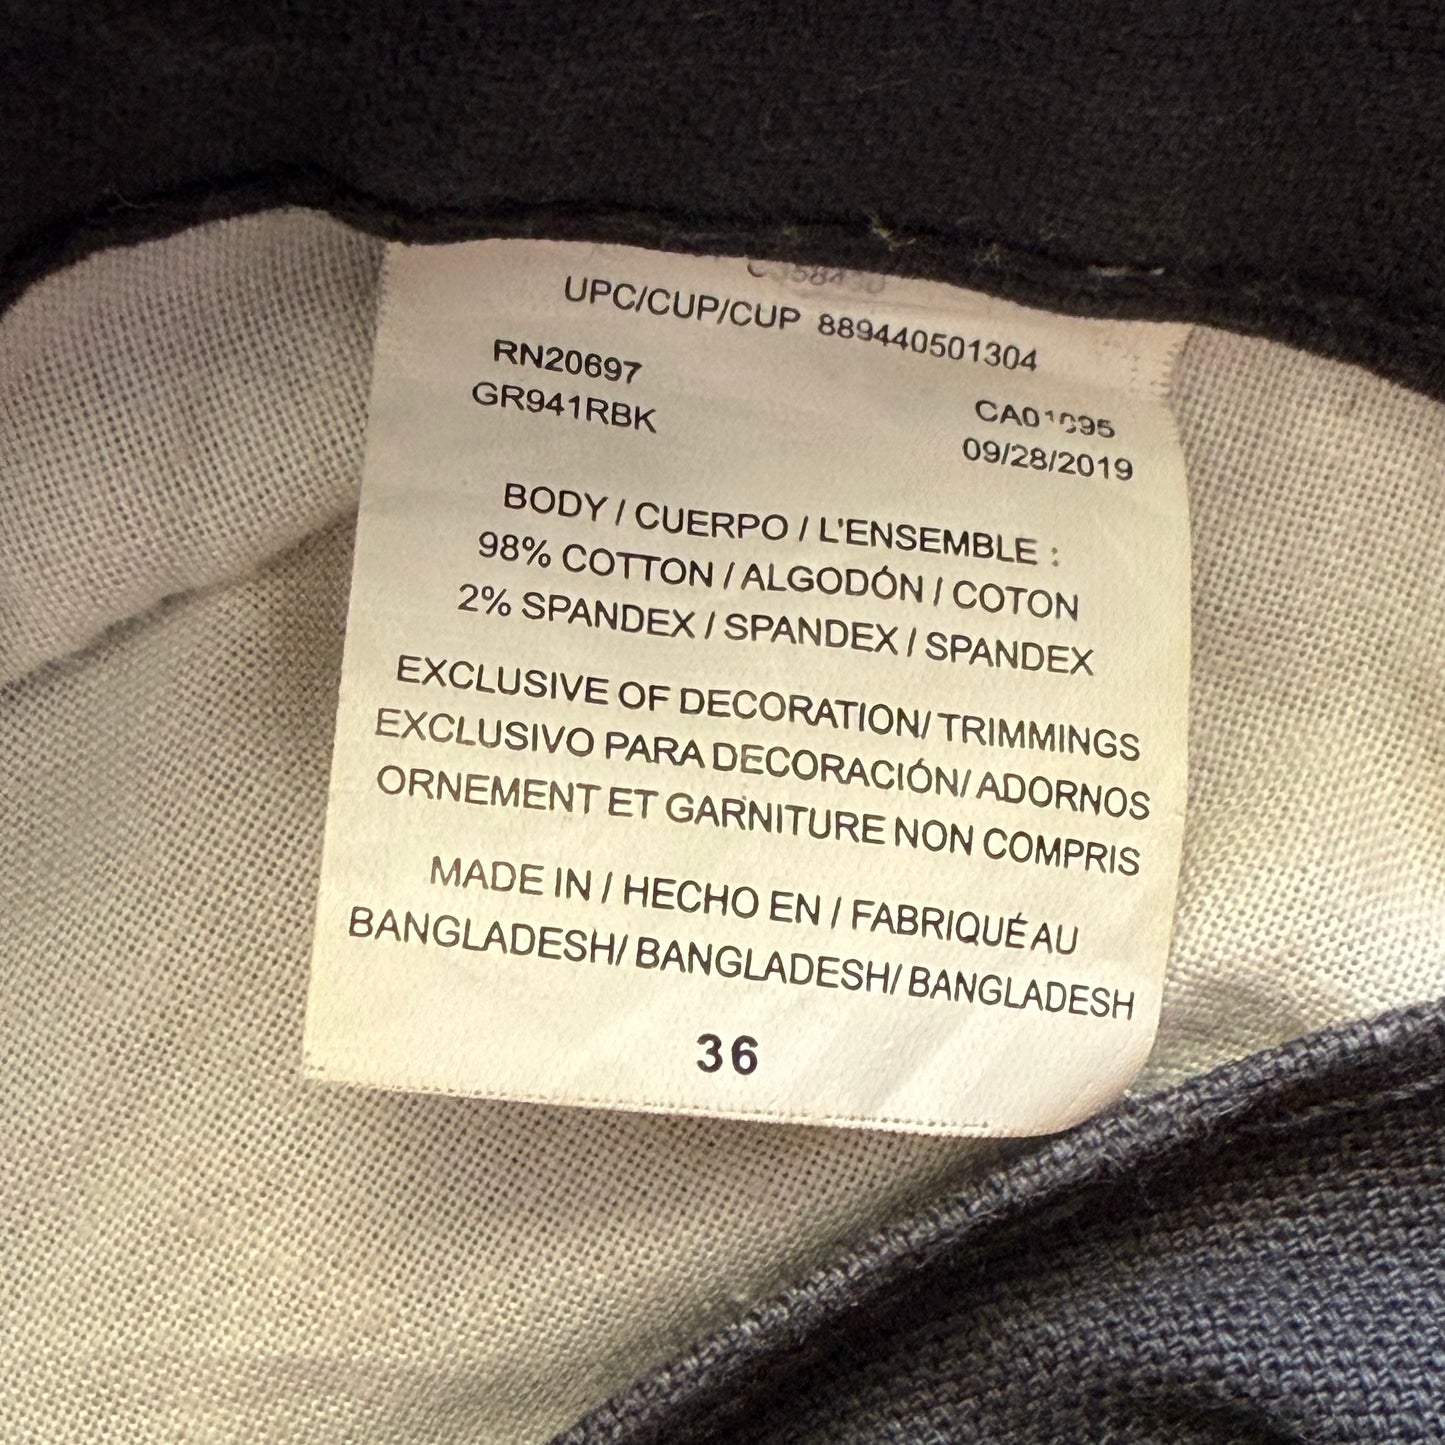 UPC/CUP/CUP 889440501304
RN20697
GR941RBK
09/28/2019
BODY / CUERPO / L'ENSEMBLE :
98% COTTON / ALGODÓN / COTON
2% SPANDEX / SPANDEX / SPANDEX
EXCLUSIVE OF DECORATION/ TRIMMINGS
EXCLUSIVO PARA DECORACIÓN/ ADORNOS
ORNEMENT ET GARNITURE NON COMPRIS
MADE IN / HECHO EN / FABRIQUÉ AU
BANGLADESH/ BANGLADESH/ BANGLADESH
36